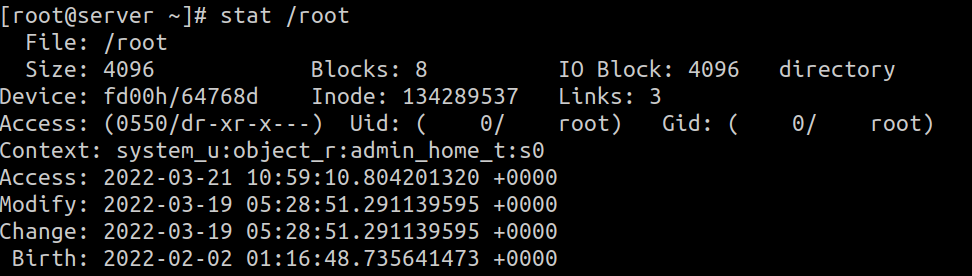 [root@server ~]# stat /root
  File: /root
  Size: 4096            Blocks: 8          IO Block: 4096   directory
Device: fd00h/64768d    Inode: 134289537   Links: 3
Access: (0550/dr-xr-x---)  Uid: (    0/    root)   Gid: (    0/    root)
Context: system_u:object_r:admin_home_t:s0
Access: 2022-03-21 10:59:10.804201320 +0000
Modify: 2022-03-19 05:28:51.291139595 +0000
Change: 2022-03-19 05:28:51.291139595 +0000
 Birth: 2022-02-02 01:16:48.735641473 +0000